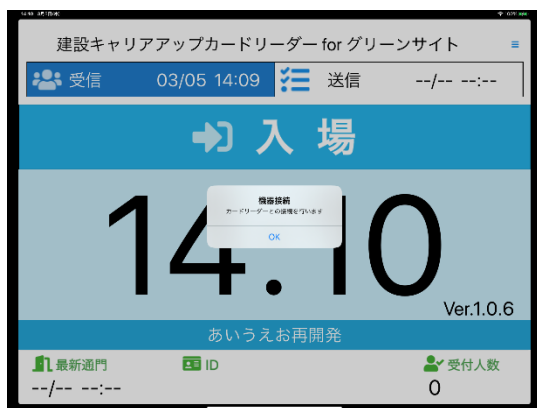 建設キャリアアップカードリーダー for グリーンサイト
受信 03/05 14:09 送信 --/-- --:--
入場
機器接続
カードリーダーとの接続を行います
OK
14:10
Ver.1.0.6
あいうえお再開発
最新通門 ID 受付人数
--/-- --:-- 0